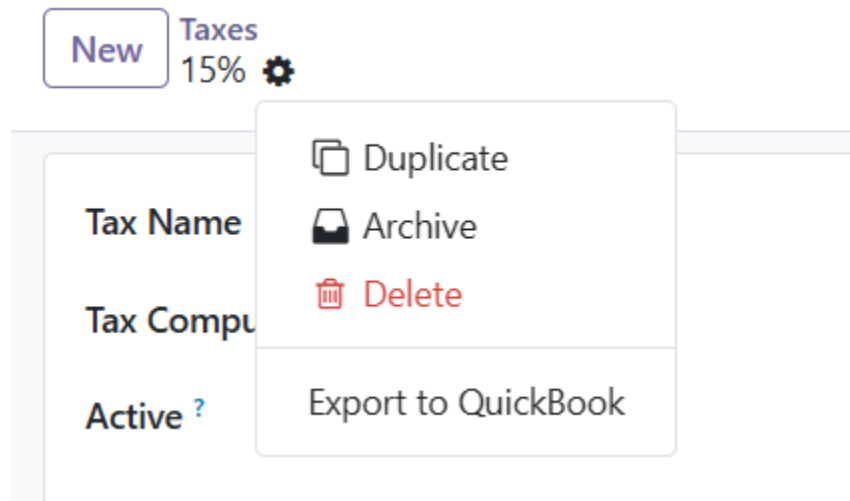 New
Taxes
15%
Duplicate
Archive
Delete
Export to QuickBook
Tax Name
Tax Compu
Active ?